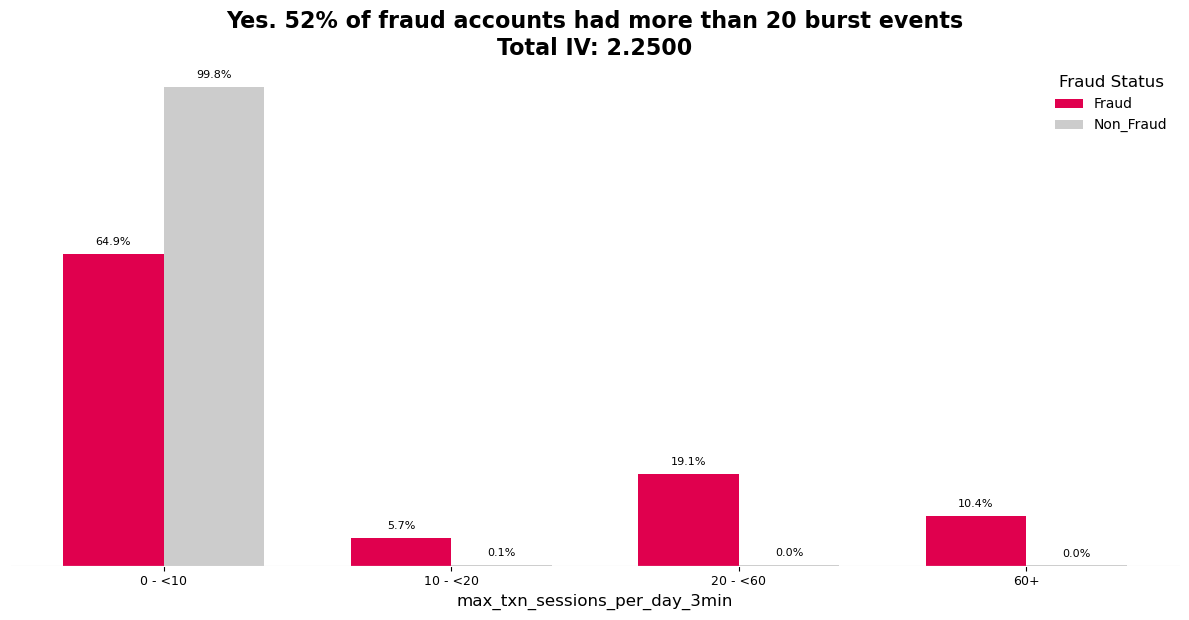 Yes. 52% of fraud accounts had more than 20 burst events
Total IV: 2.2500
99.8%
Fraud Status
Fraud
Non_Fraud
64.9%
19.1%
10.4%
5.7%
0.1%
0.0%
0.0%
0 - <10
10 - <20
20 - <60
60+
max_txn_sessions_per_day_3min